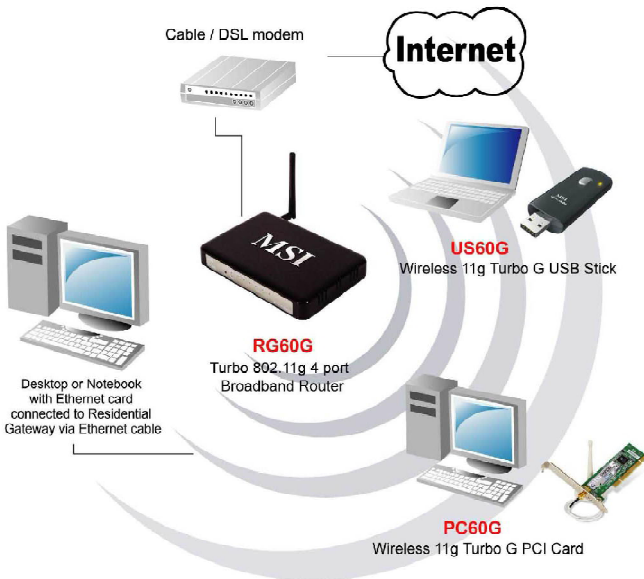 Cable / DSL modem
Internet
MSI
MSI
US60G
Wireless 11g Turbo G USB Stick
RG60G
Turbo 802.11g 4 port
Broadband Router
Desktop or Notebook
with Ethernet card
connected to Residential
Gateway via Ethernet cable
PC60G
Wireless 11g Turbo G PCI Card